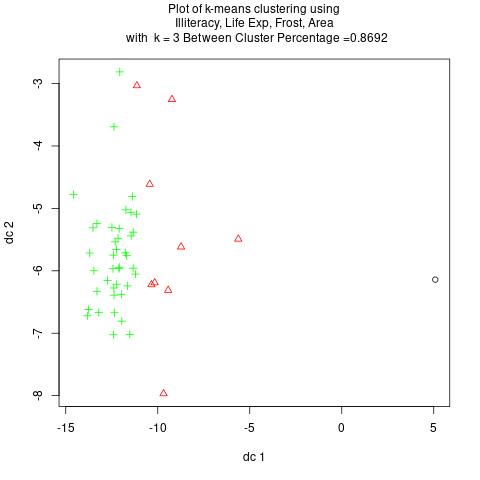 Plot of k-means clustering using
Illiteracy, Life Exp, Frost, Area
with k = 3 Between Cluster Percentage =0.8692
-3
-4
-5
-6
-7
-8
dc 2
-15 -10 -5 0 5
dc 1